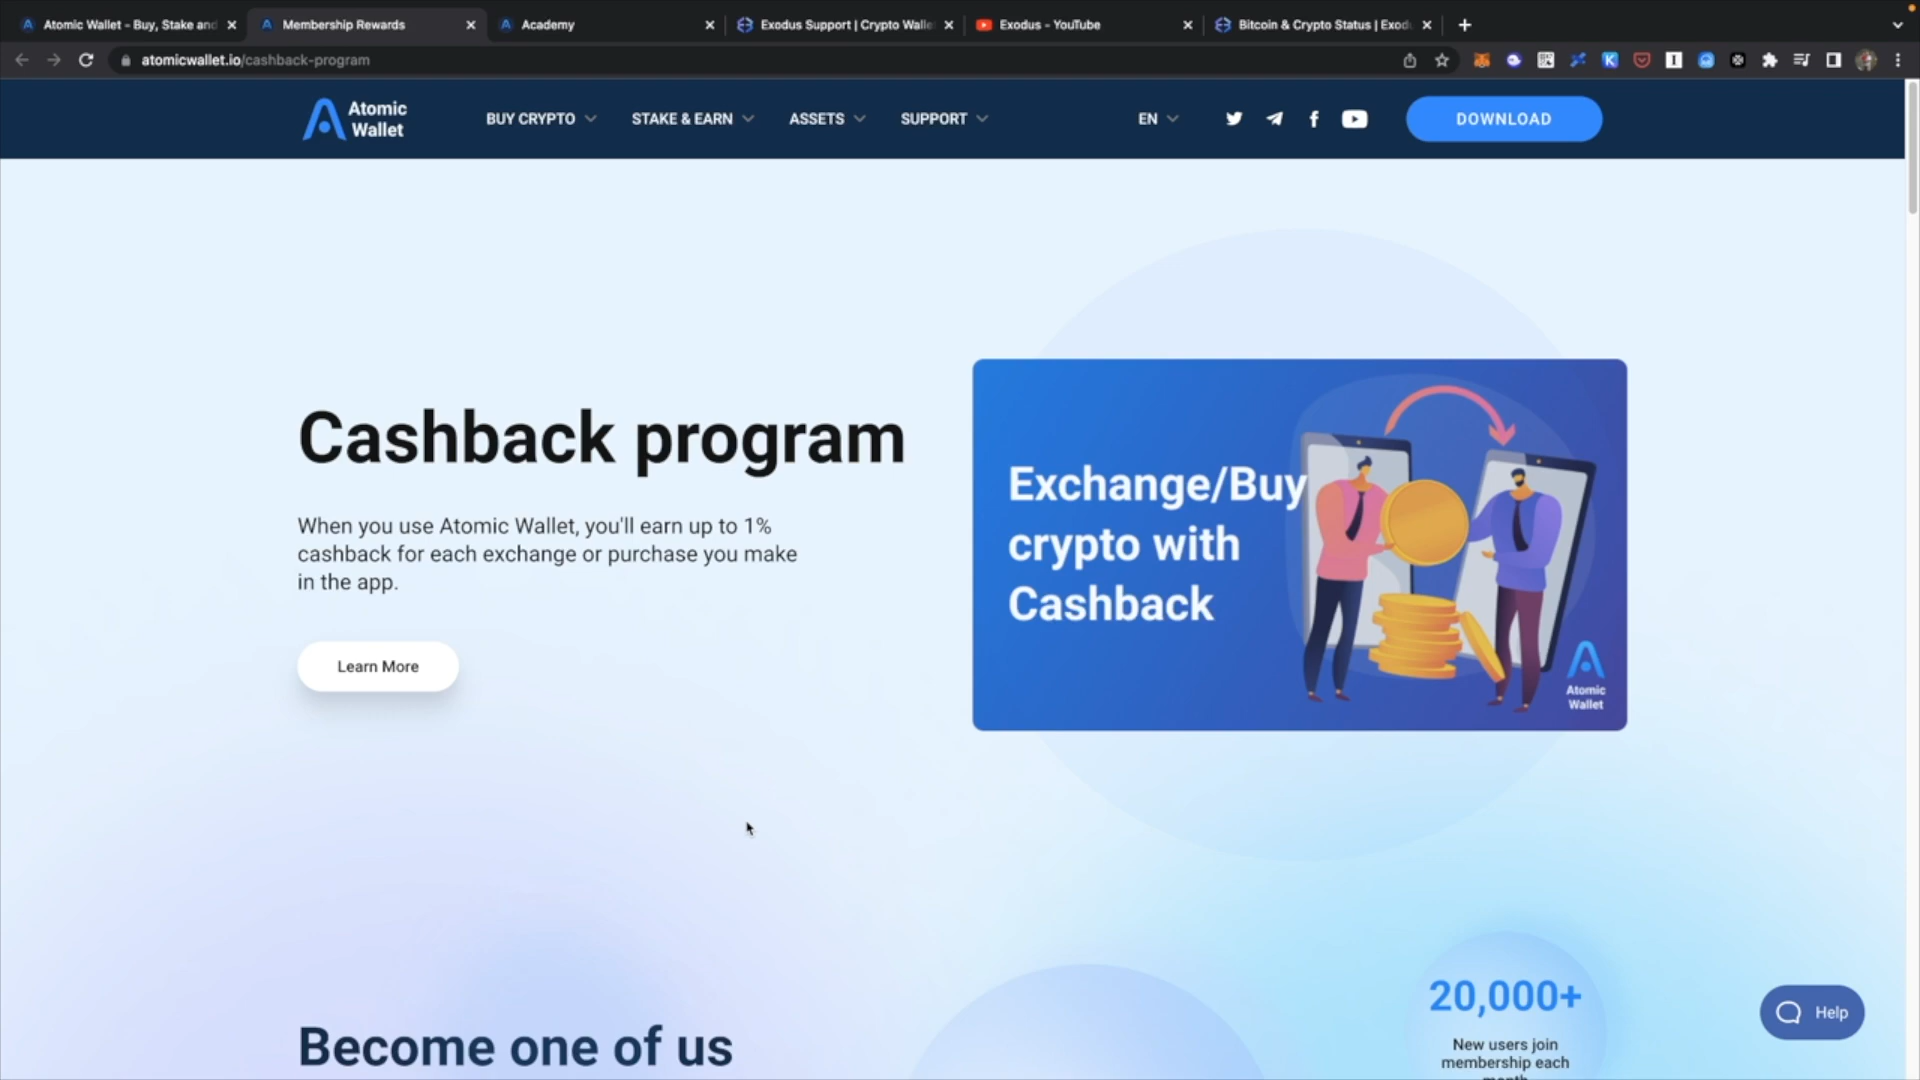 Atomic Wallet - Buy, Stake and
Membership Rewards
Academy
Exodus Support | Crypto Walle
Exodus - YouTube
Bitcoin & Crypto Status | Exod
atomicwallet.io/cashback-program
Atomic
Wallet
BUY CRYPTO
STAKE & EARN
ASSETS
SUPPORT
EN
DOWNLOAD
Cashback program
When you use Atomic Wallet, you'll earn up to 1%
cashback for each exchange or purchase you make
in the app.
Learn More
Exchange/Buy
crypto with
Cashback
Atomic
Wallet
Become one of us
20,000+
New users join
membership each
month
Help